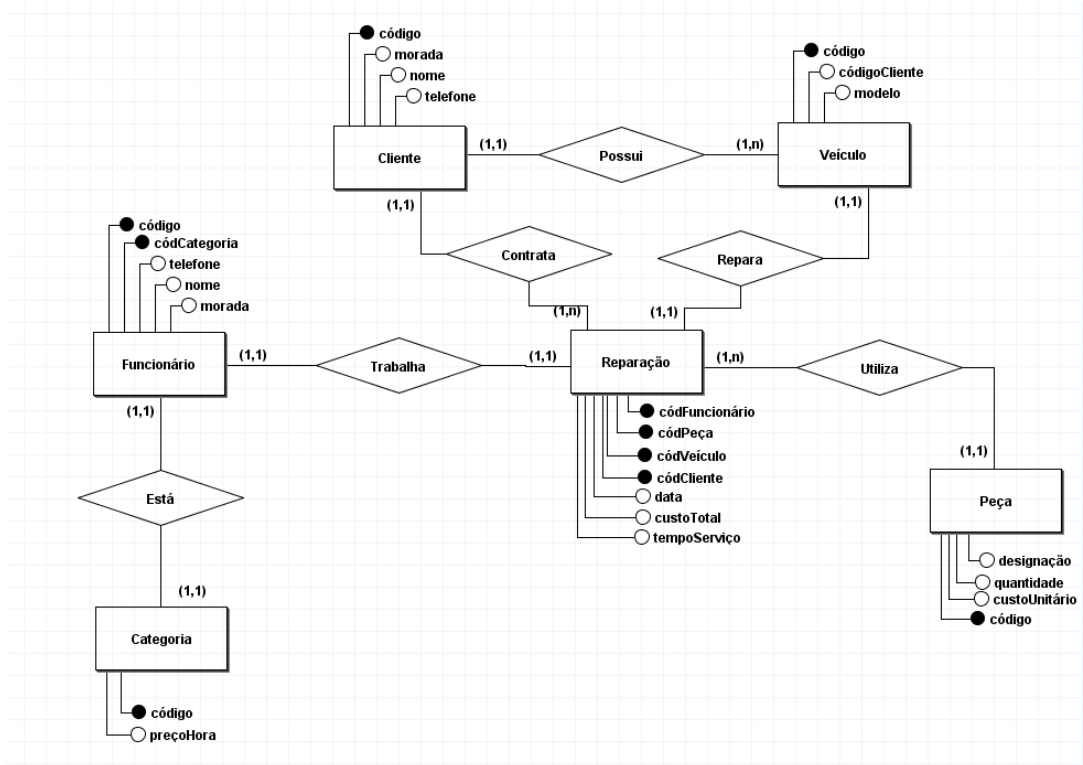 código
morada
nome
telefone
Cliente
(1,1)
Possui
(1,n)
código
códigoCliente
modelo
Veículo
(1,1)
(1,1)
Contrata
(1,n)
Repara
(1,1)
código
códCategoria
telefone
nome
morada
Funcionário
(1,1)
Trabalha
(1,1)
Reparação
(1,n)
Utiliza
(1,1)
códFuncionário
códPeça
códVeículo
códCliente
data
custoTotal
tempoServiço
(1,1)
Peça
designação
quantidade
custoUnitário
código
Está
(1,1)
Categoria
código
preçoHora